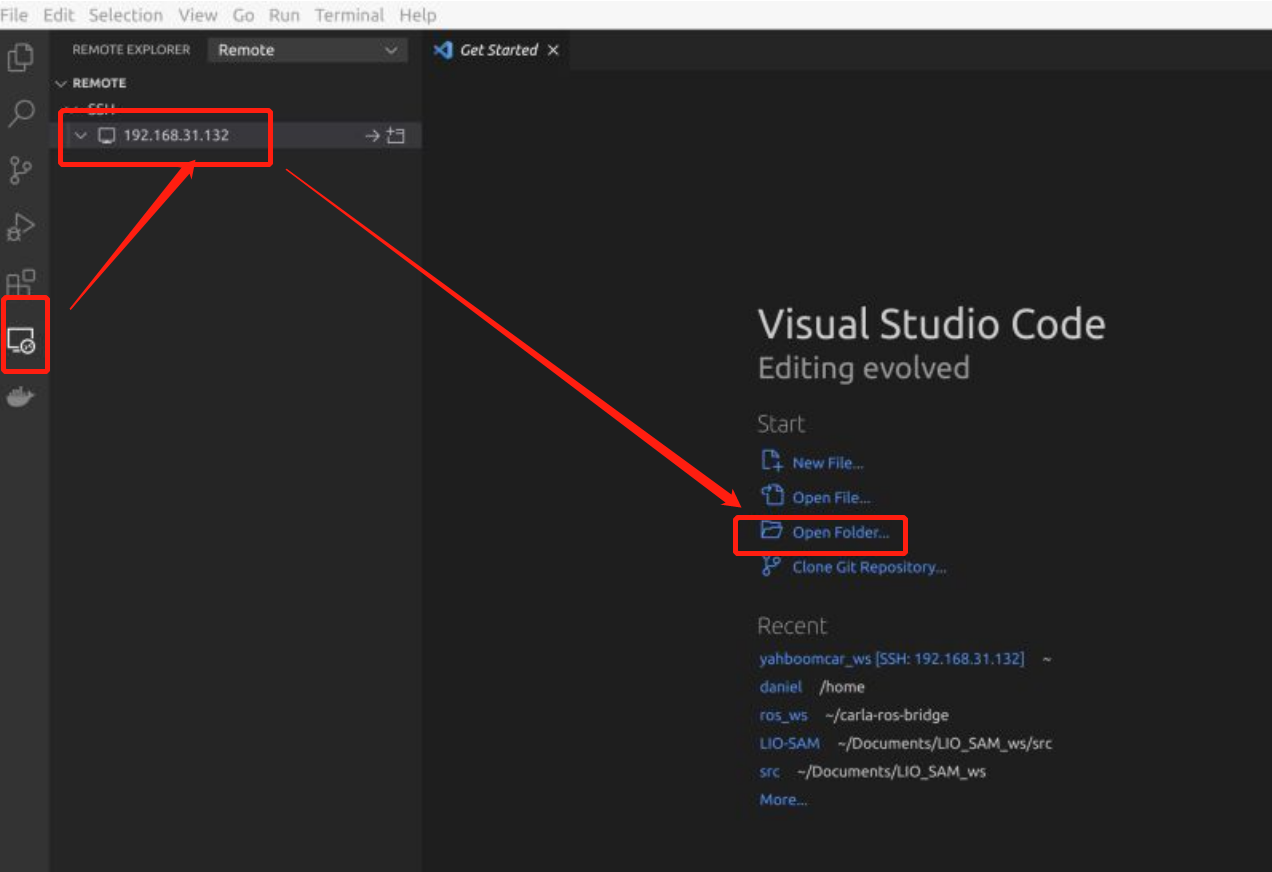 File Edit Selection View Go Run Terminal Help
REMOTE EXPLORER Remote
Get Started
REMOTE
SSH
192.168.31.132
Visual Studio Code
Editing evolved
Start
New File...
Open File...
Open Folder...
Clone Git Repository...
Recent
yahboomcar_ws [SSH: 192.168.31.132] ~
daniel /home
ros_ws ~/carla-ros-bridge
LIO-SAM ~/Documents/LIO_SAM_ws/src
src ~/Documents/LIO_SAM_ws
More...